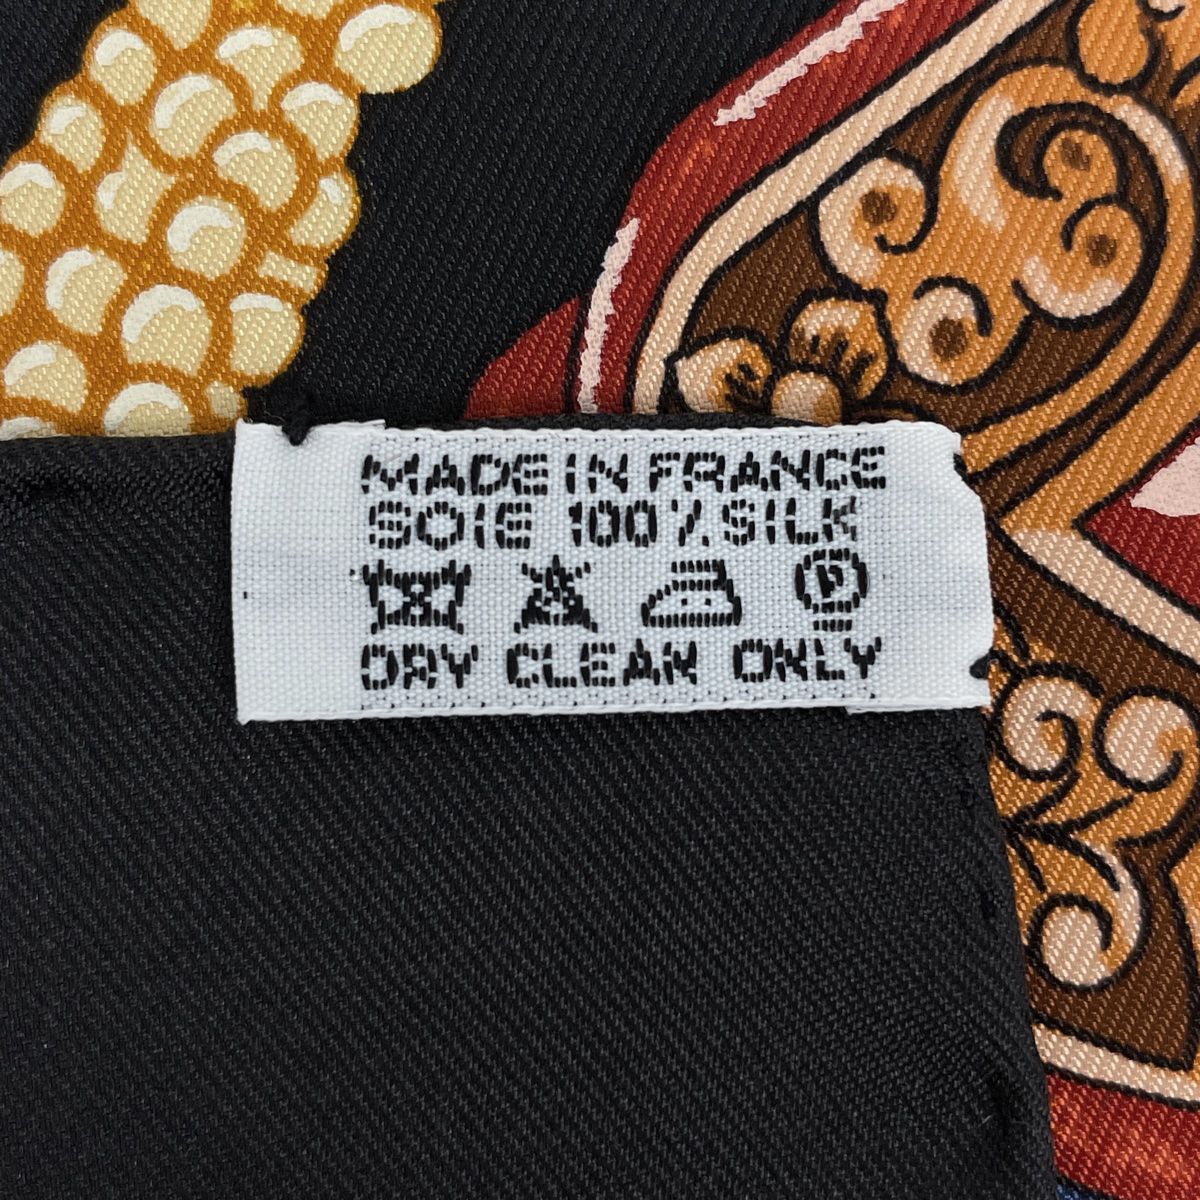 MADE IN FRANCE
SOIE 100% SILK
DRY CLEAN ONLY